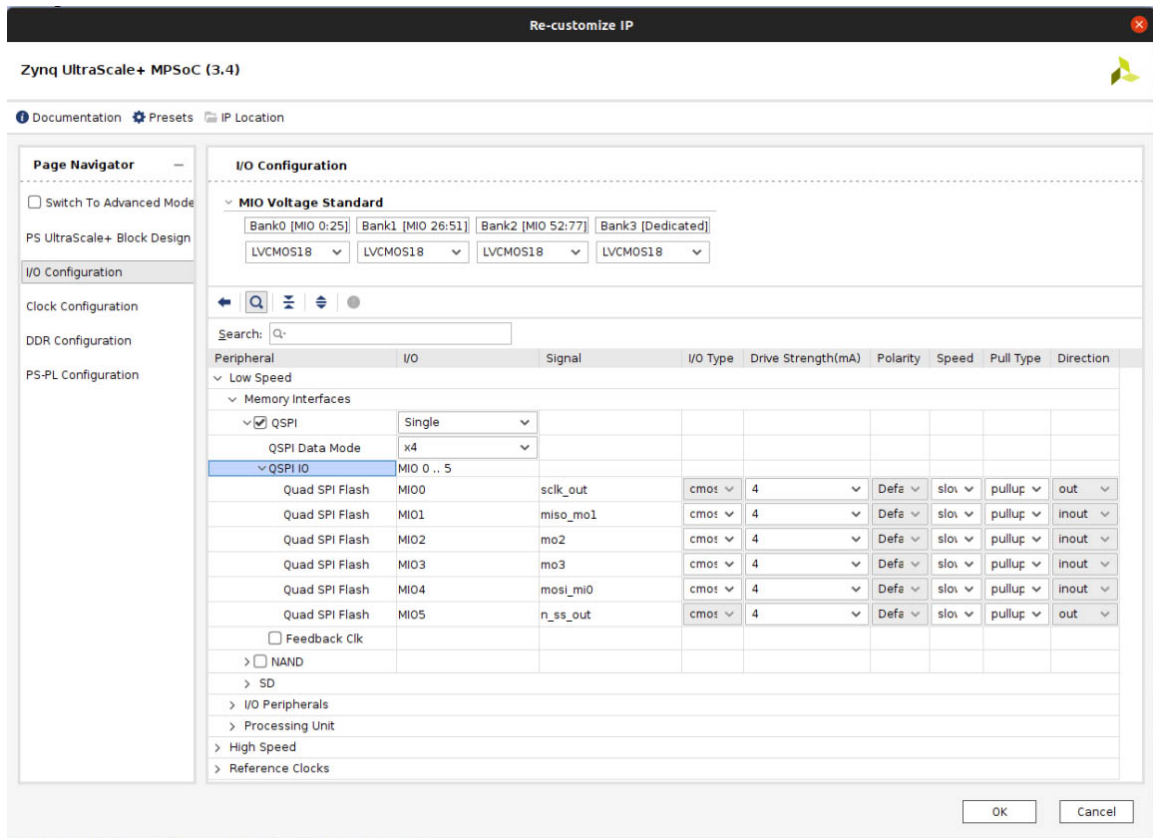 Re-customize IP
Zynq UltraScale+ MPSoC (3.4)
Documentation Presets IP Location
Page Navigator
Switch To Advanced Mode
PS UltraScale+ Block Design
I/O Configuration
Clock Configuration
DDR Configuration
PS-PL Configuration
I/O Configuration
MIO Voltage Standard
Bank0 [MIO 0:25] Bank1 [MIO 26:51] Bank2 [MIO 52:77] Bank3 [Dedicated]
LVCMOS18 LVCMOS18 LVCMOS18 LVCMOS18
Search:
Peripheral I/O Signal I/O Type Drive Strength(mA) Polarity Speed Pull Type Direction
Low Speed
Memory Interfaces
QSPI Single
QSPI Data Mode x4
QSPI IO MIO 0 .. 5
Quad SPI Flash MIO0 sclk_out cmos 4 Defa slov pullup out
Quad SPI Flash MIO1 miso_mo1 cmos 4 Defa slov pullup inout
Quad SPI Flash MIO2 mo2 cmos 4 Defa slov pullup inout
Quad SPI Flash MIO3 mo3 cmos 4 Defa slov pullup inout
Quad SPI Flash MIO4 mosi_mi0 cmos 4 Defa slov pullup inout
Quad SPI Flash MIO5 n_ss_out cmos 4 Defa slov pullup out
Feedback Clk
NAND
SD
I/O Peripherals
Processing Unit
High Speed
Reference Clocks
OK Cancel